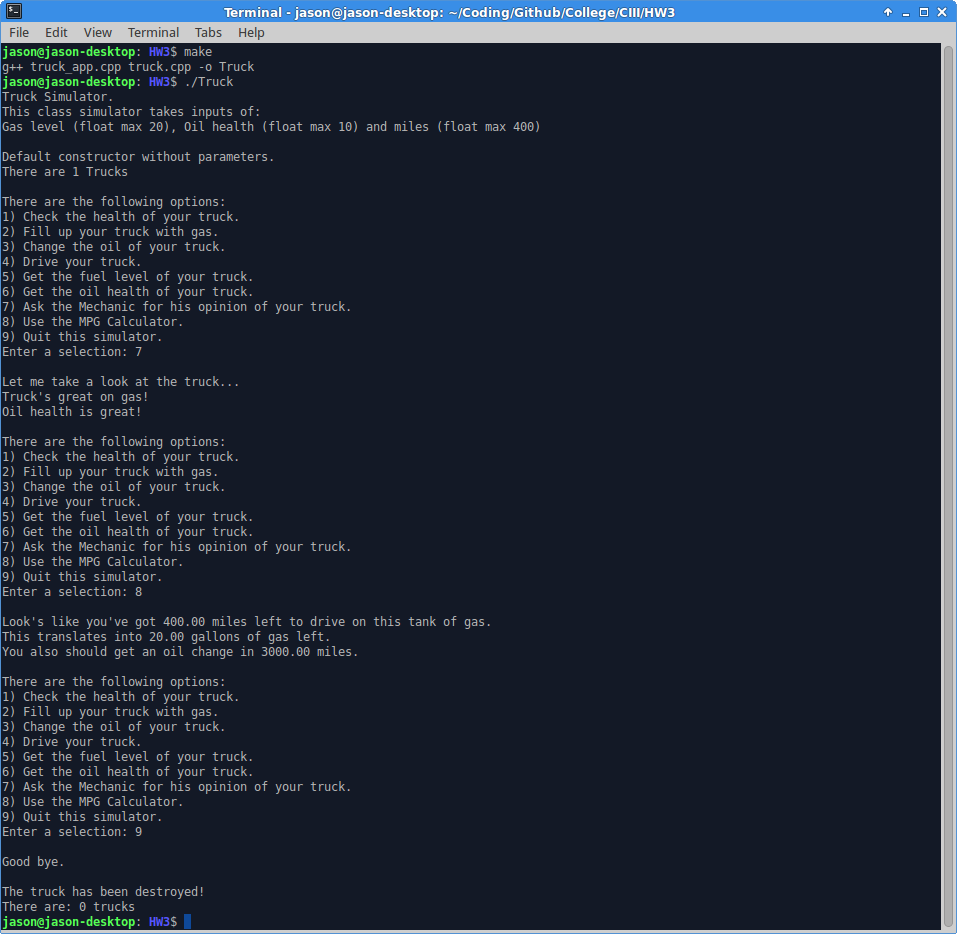 Terminal - jason@jason-desktop: ~/Coding/Github/College/CIII/HW3
File Edit View Terminal Tabs Help
jason@jason-desktop: HW3$ make
g++ truck_app.cpp truck.cpp -o Truck
jason@jason-desktop: HW3$ ./Truck
Truck Simulator.
This class simulator takes inputs of:
Gas level (float max 20), Oil health (float max 10) and miles (float max 400)

Default constructor without parameters.
There are 1 Trucks

There are the following options:
1) Check the health of your truck.
2) Fill up your truck with gas.
3) Change the oil of your truck.
4) Drive your truck.
5) Get the fuel level of your truck.
6) Get the oil health of your truck.
7) Ask the Mechanic for his opinion of your truck.
8) Use the MPG Calculator.
9) Quit this simulator.
Enter a selection: 7

Let me take a look at the truck...
Truck's great on gas!
Oil health is great!

There are the following options:
1) Check the health of your truck.
2) Fill up your truck with gas.
3) Change the oil of your truck.
4) Drive your truck.
5) Get the fuel level of your truck.
6) Get the oil health of your truck.
7) Ask the Mechanic for his opinion of your truck.
8) Use the MPG Calculator.
9) Quit this simulator.
Enter a selection: 8

Look's like you've got 400.00 miles left to drive on this tank of gas.
This translates into 20.00 gallons of gas left.
You also should get an oil change in 3000.00 miles.

There are the following options:
1) Check the health of your truck.
2) Fill up your truck with gas.
3) Change the oil of your truck.
4) Drive your truck.
5) Get the fuel level of your truck.
6) Get the oil health of your truck.
7) Ask the Mechanic for his opinion of your truck.
8) Use the MPG Calculator.
9) Quit this simulator.
Enter a selection: 9

Good bye.

The truck has been destroyed!
There are: 0 trucks
jason@jason-desktop: HW3$